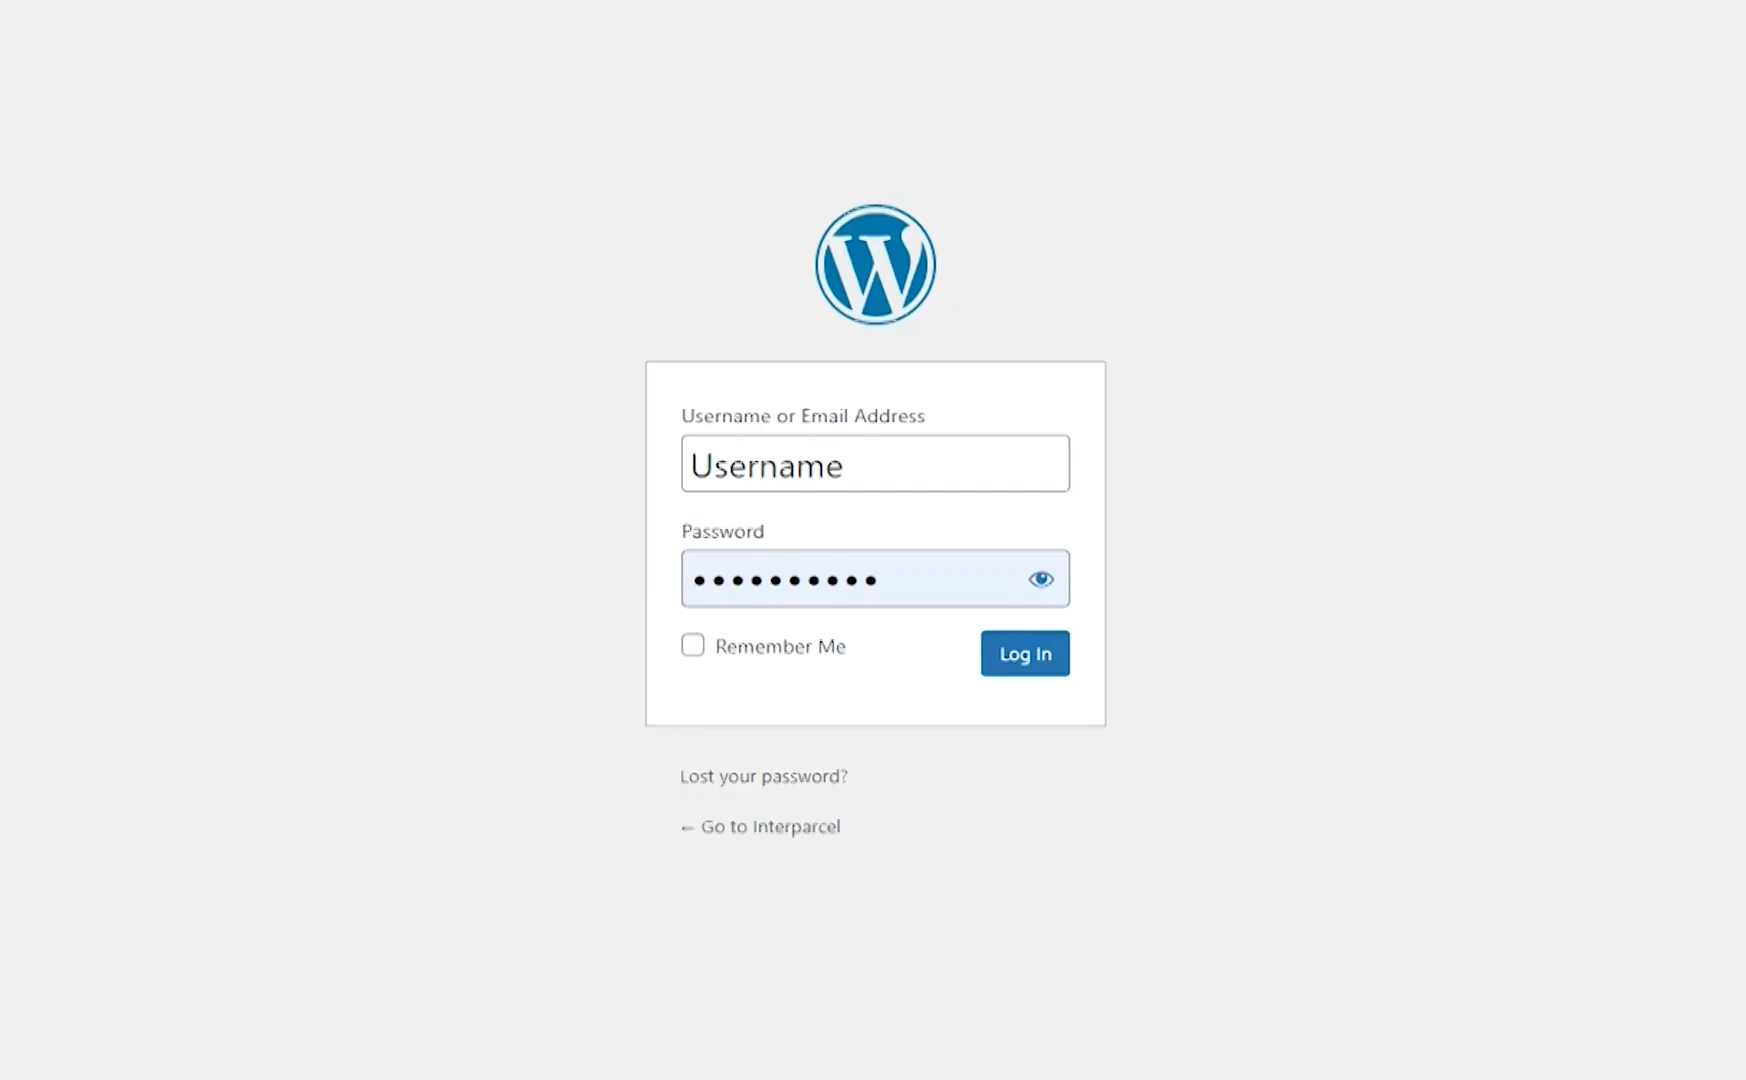 Username or Email Address
Username
Password
Remember Me
Log In
Lost your password?
← Go to Interparcel